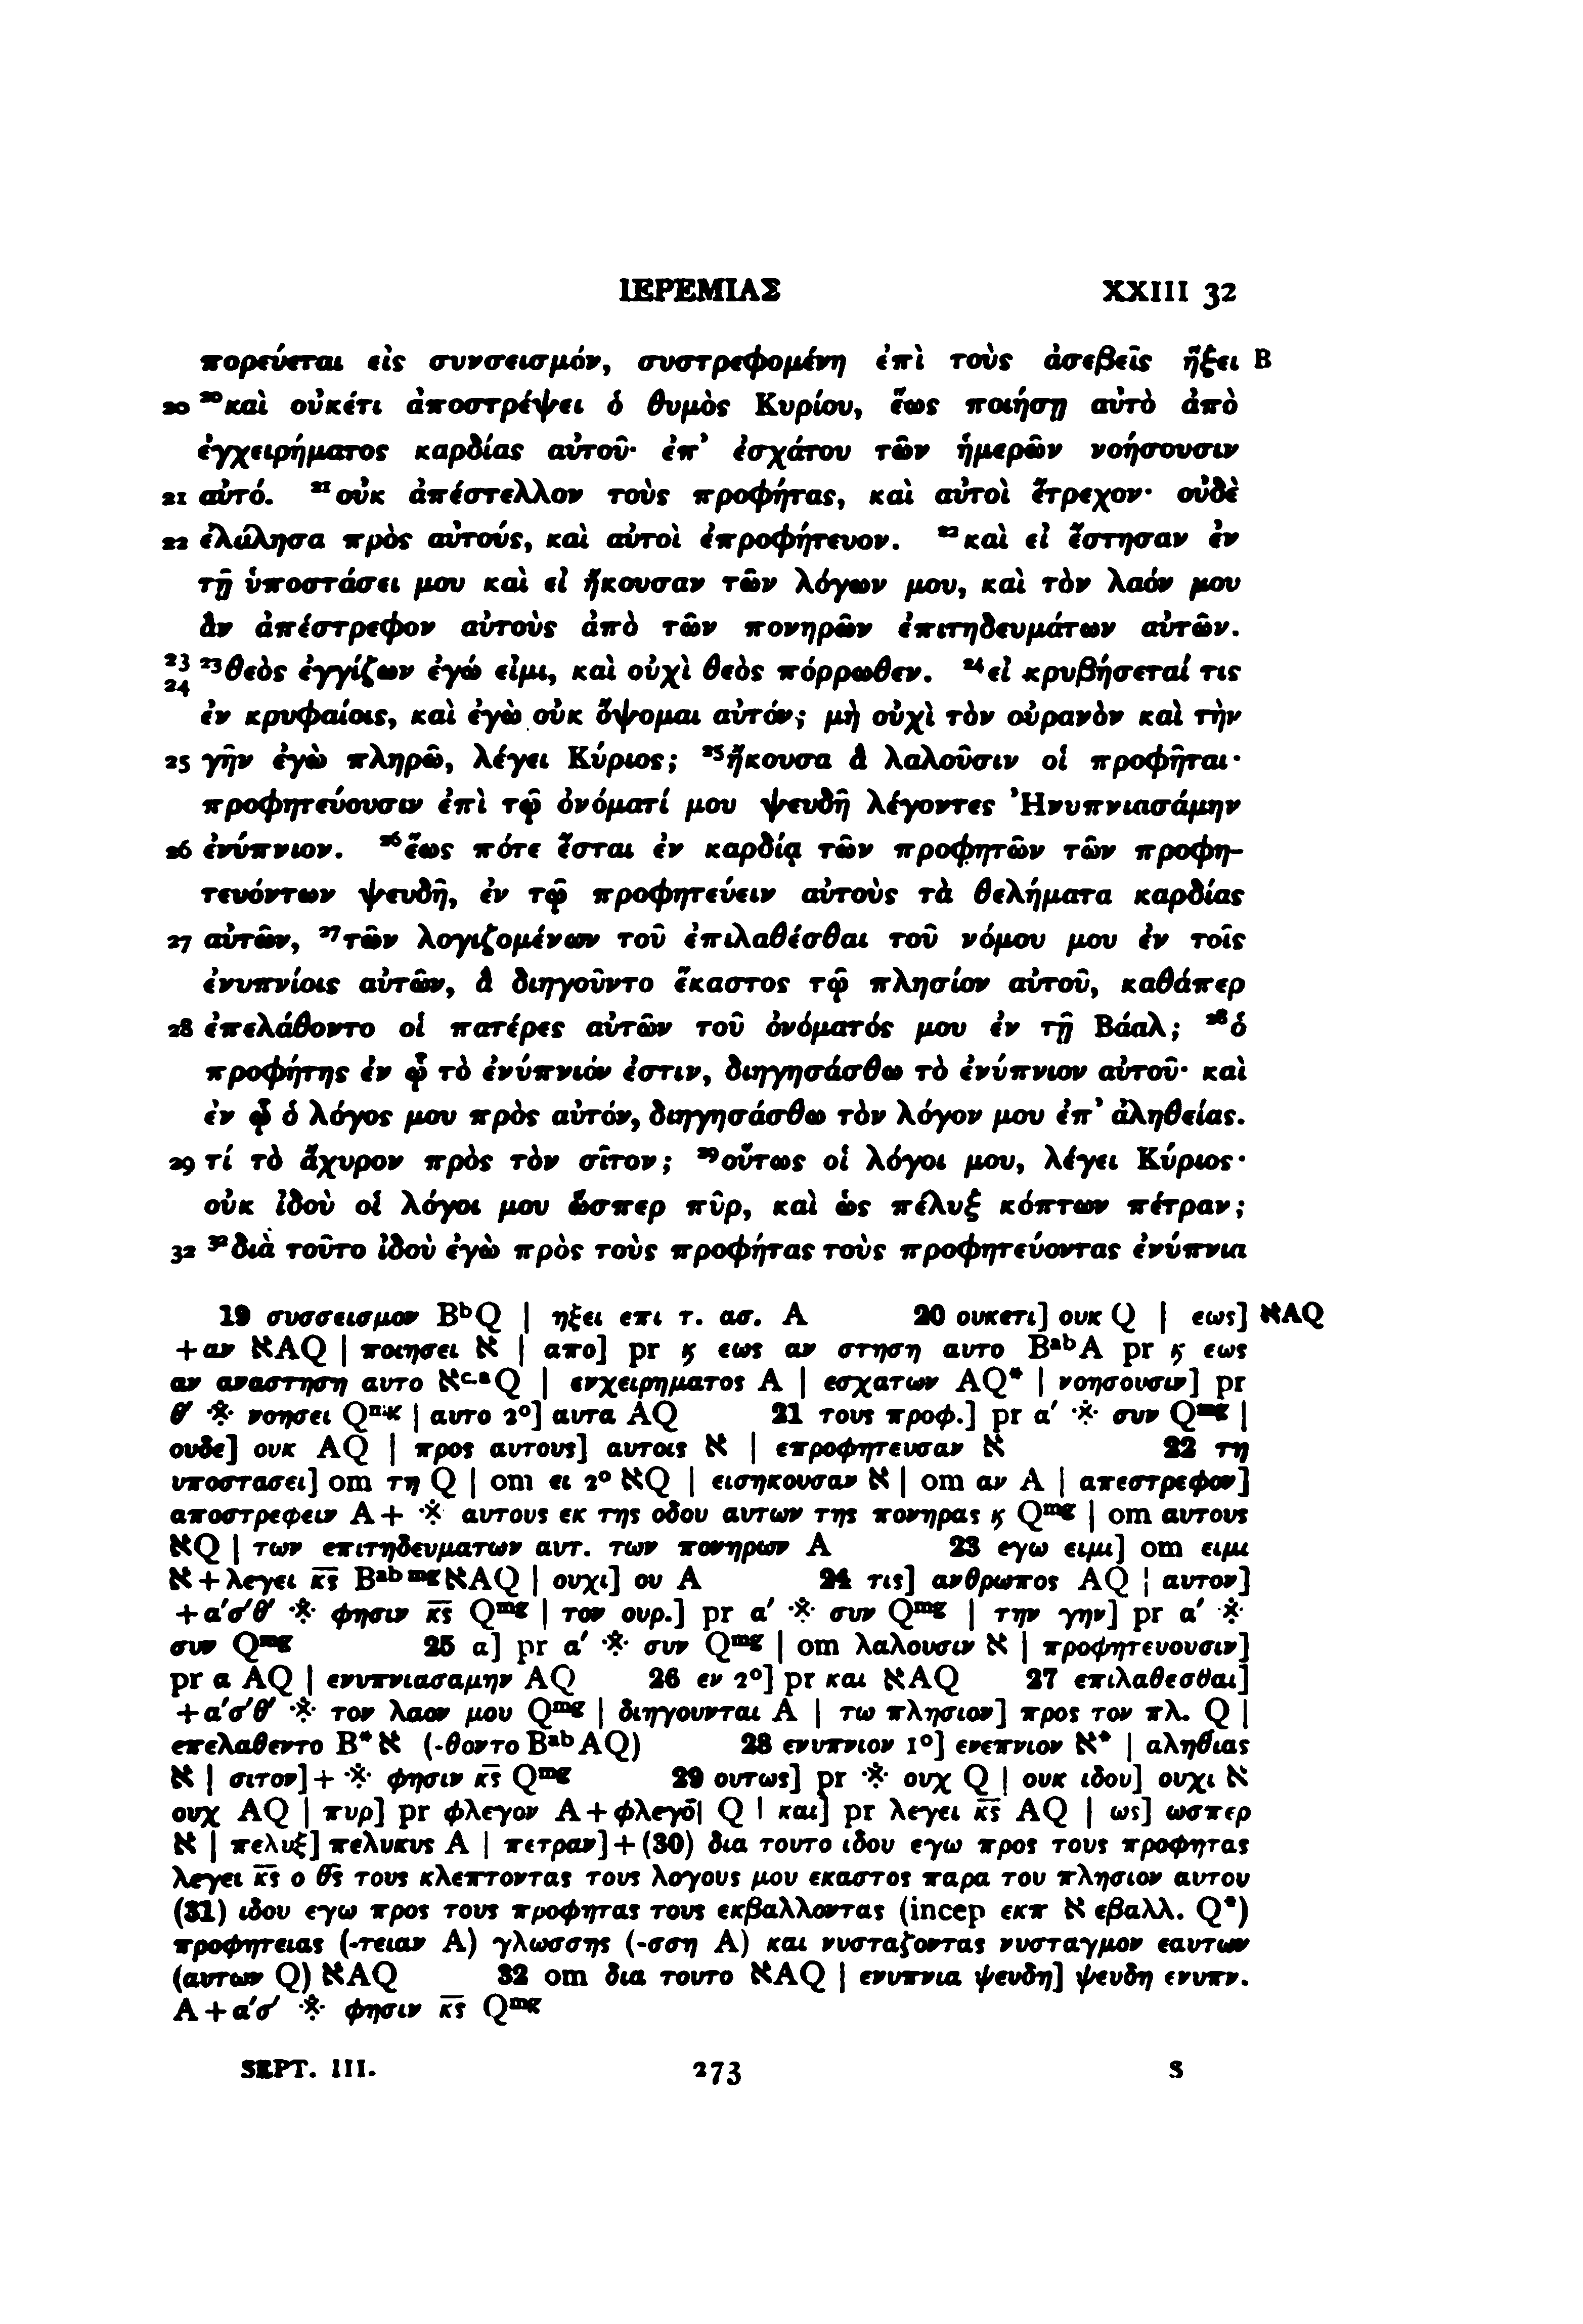 ΙΕΡΕΜΙΑΣ XXIII 32
πορεύεται εἰς συνσεισμόν, συστρεφομένη ἐπὶ τοὺς ἀσεβεῖς ἥξει B
20 ²⁰καὶ οὐκέτι ἀποστρέψει ὁ θυμὸς Κυρίου, ἕως ποιήσῃ αὐτὸ ἀπὸ
ἐγχειρήματος καρδίας αὐτοῦ· ἐπ’ ἐσχάτου τῶν ἡμερῶν νοήσουσιν
21 αὐτό. ²¹οὐκ ἀπέστελλον τοὺς προφήτας, καὶ αὐτοὶ ἔτρεχον· οὐδὲ
22 ἐλάλησα πρὸς αὐτούς, καὶ αὐτοὶ ἐπροφήτευον. ²²καὶ εἰ ἔστησαν ἐν
τῇ ὑποστάσει μου καὶ εἰ ἤκουσαν τῶν λόγων μου, καὶ τὸν λαόν μου
ἂν ἀπέστρεφον αὐτοὺς ἀπὸ τῶν πονηρῶν ἐπιτηδευμάτων αὐτῶν.
23 ²³θεὸς ἐγγίζων ἐγώ εἰμι, καὶ οὐχὶ θεὸς πόρρωθεν. ²⁴εἰ κρυβήσεταί τις
24 ἐν κρυφαίοις, καὶ ἐγὼ οὐκ ὄψομαι αὐτόν; μὴ οὐχὶ τὸν οὐρανὸν καὶ τὴν
25 γῆν ἐγὼ πληρῶ, λέγει Κύριος; ²⁵ἤκουσα ἃ λαλοῦσιν οἱ προφῆται·
προφητεύουσιν ἐπὶ τῷ ὀνόματί μου ψευδῆ λέγοντες Ἠνυπνιασάμην
26 ἐνύπνιον. ²⁶ἕως πότε ἔσται ἐν καρδίᾳ τῶν προφητῶν τῶν προφη-
τευόντων ψευδῆ, ἐν τῷ προφητεύειν αὐτοὺς τὰ θελήματα καρδίας
27 αὐτῶν, ²⁷τῶν λογιζομένων τοῦ ἐπιλαθέσθαι τοῦ νόμου μου ἐν τοῖς
ἐνυπνίοις αὐτῶν, ἃ διηγοῦντο ἕκαστος τῷ πλησίον αὐτοῦ, καθάπερ
28 ἐπελάθοντο οἱ πατέρες αὐτῶν τοῦ ὀνόματός μου ἐν τῇ Βάαλ; ²⁸ὁ
προφήτης ἐν ᾧ τὸ ἐνύπνιόν ἐστιν, διηγησάσθω τὸ ἐνύπνιον αὐτοῦ· καὶ
ἐν ᾧ ὁ λόγος μου πρὸς αὐτόν, διηγησάσθω τὸν λόγον μου ἐπ’ ἀληθείας.
29 τί τὸ ἄχυρον πρὸς τὸν σῖτον; ²⁹οὕτως οἱ λόγοι μου, λέγει Κύριος·
οὐκ ἰδοὺ οἱ λόγοι μου ὥσπερ πῦρ, καὶ ὡς πέλυξ κόπτων πέτραν;
32 ³²διὰ τοῦτο ἰδοὺ ἐγὼ πρὸς τοὺς προφήτας τοὺς προφητεύοντας ἐνύπνια
19 συσσεισμον BᵇQ | ηξει επι τ. ασ. A 20 ουκετι] ουκ Q | εως] אAQ
+αν אAQ | ποιησει א | απο] pr ϗ εως αν στηση αυτο BᵃᵇA pr ϗ εως
αν αναστηση αυτο אᶜ·ᵃQ | ενχειρηματος A | εσχατων AQ* | νοησουσιν] pr
θ′ ※ νοησει Qᵐᵍ | αυτο 2⁰] αυτα AQ 21 τους προφ.] pr α′ ※ συν Qᵐᵍ |
ουδε] ουκ AQ | προς αυτους] αυτοις א | επροφητευσαν א 22 τη
υποστασει] om τη Q | om ει 2⁰ אQ | εισηκουσαν א | om αν A | απεστρεφον]
αποστρεφειν A+ ※ αυτους εκ της οδου αυτων της πονηρας ϗ Qᵐᵍ | om αυτους
אQ | των επιτηδευματων αυτ. των πονηρων A 23 εγω ειμι] om ειμι
א+λεγει κ̅ς̅ Bᵃᵇ ᵐᵍאAQ | ουχι] ου A 24 τις] ανθρωπος AQ | αυτον]
+α′σ′θ′ ※ φησιν κ̅ς̅ Qᵐᵍ | τον ουρ.] pr α′ ※ συν Qᵐᵍ | την γην] pr α′ ※
συν Qᵐᵍ 25 α] pr α′ ※ συν Qᵐᵍ | om λαλουσιν א | προφητευουσιν]
pr α AQ | ενυπνιασαμην AQ 26 εν 2⁰] pr και אAQ 27 επιλαθεσθαι]
+α′σ′θ′ ※ τον λαον μου Qᵐᵍ | διηγουνται A | τω πλησιον] προς τον πλ. Q |
επελαθεντο B*א (-θοντο BᵃᵇAQ) 28 ενυπνιον 1⁰] ενεπνιον א* | αληθιας
א | σιτον]+ ※ φησιν κ̅ς̅ Qᵐᵍ 29 ουτως] pr ※ ουχ Q | ουκ ιδου] ουχι א
ουχ AQ | πυρ] pr φλεγον A+φλεγο̅| Q | και] pr λεγει κ̅ς̅ AQ | ως] ωσπερ
א | πελυξ] πελυκυς A | πετραν]+(30) δια τουτο ιδου εγω προς τους προφητας
λεγει κ̅ς̅ ο θ̅ς̅ τους κλεπτοντας τους λογους μου εκαστος παρα του πλησιον αυτου
(31) ιδου εγω προς τους προφητας τους εκβαλλοντας (incep εκπ א εβαλλ. Q*)
προφητειας (-τειαν A) γλωσσης (-σση A) και νυσταζοντας νυσταγμον εαυτων
(αυτων Q) אAQ 32 om δια τουτο אAQ | ενυπνια ψευδη] ψευδη ενυπν.
A+α′σ′ ※ φησιν κ̅ς̅ Qᵐᵍ
SEPT. III. 273 S